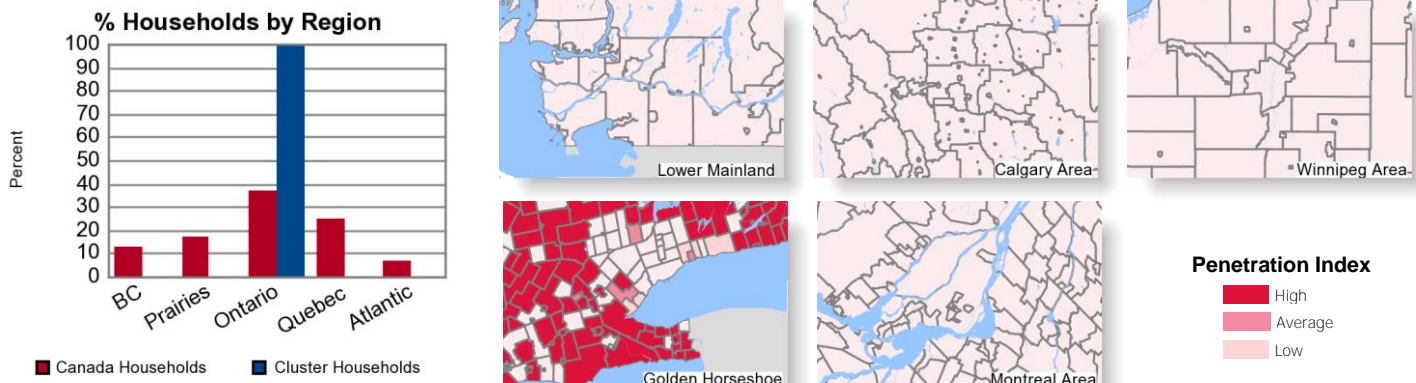 % Households by Region
Percent
100
90
80
70
60
50
40
30
20
10
0
BC
Prairies
Ontario
Quebec
Atlantic
Canada Households
Cluster Households
Lower Mainland
Calgary Area
Winnipeg Area
Golden Horseshoe
Montreal Area
Penetration Index
High
Average
Low